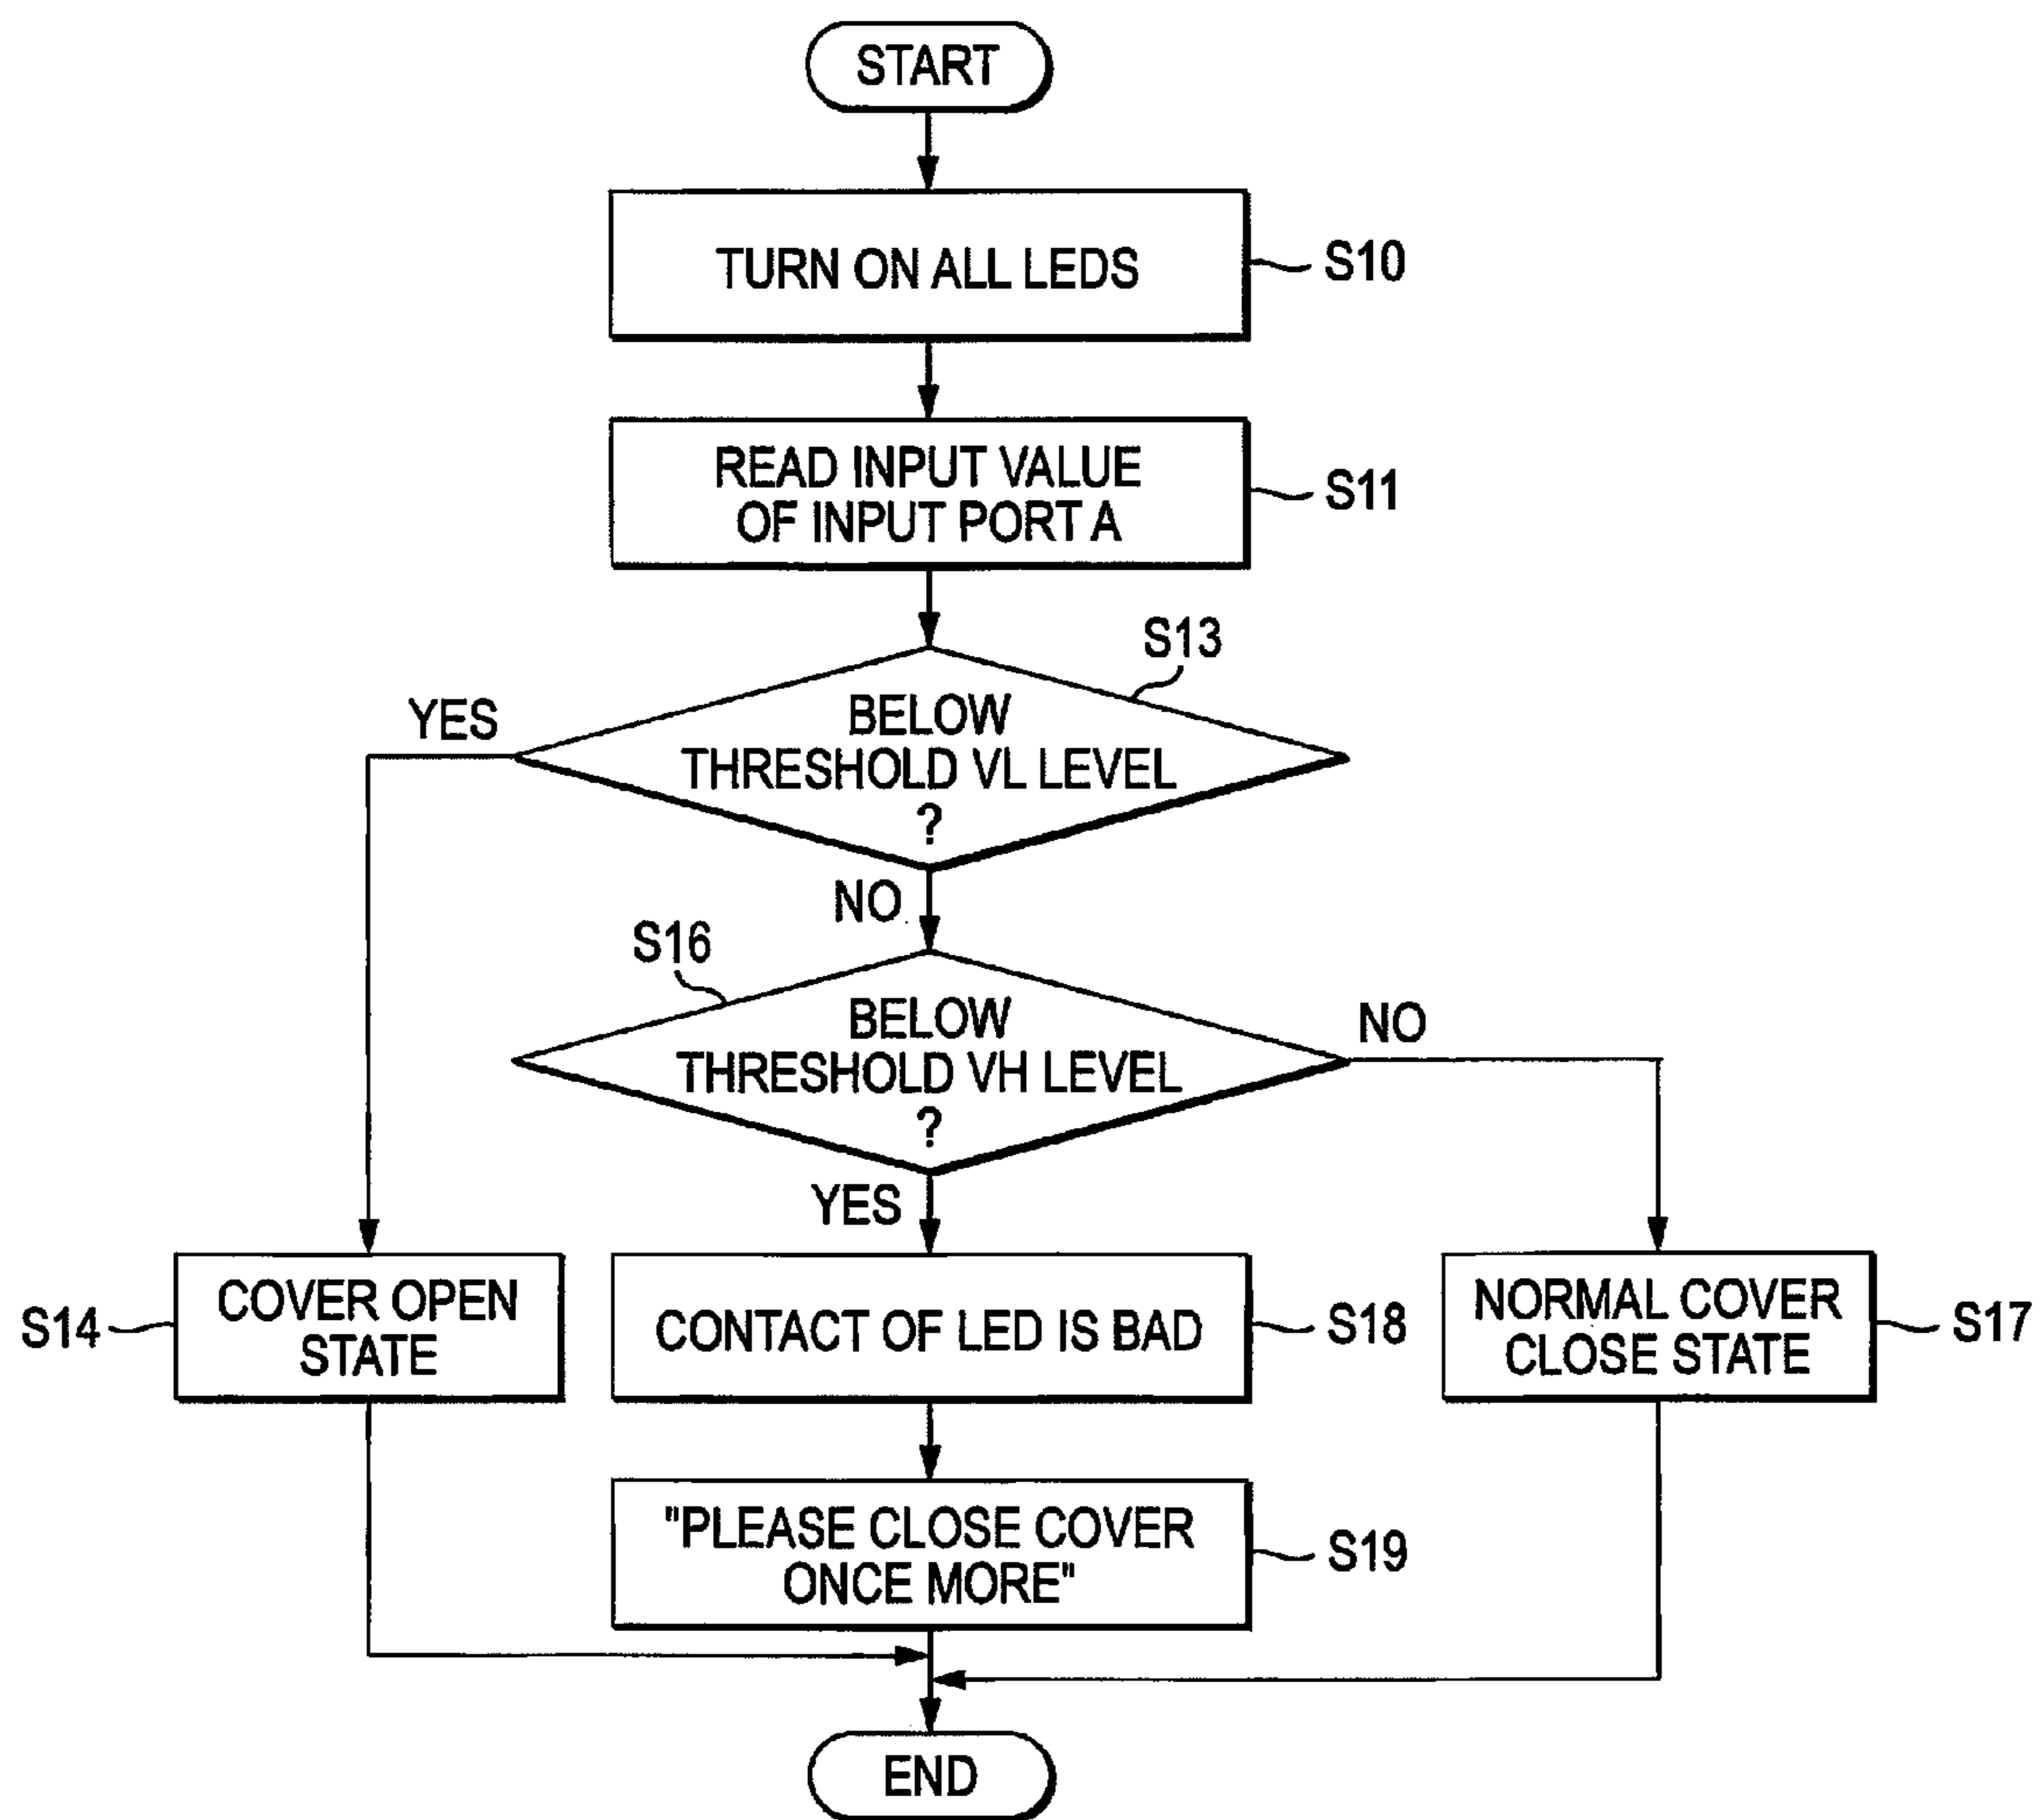 START
TURN ON ALL LEDS
S10
READ INPUT VALUE
OF INPUT PORT A
S11
S13
BELOW
THRESHOLD VL LEVEL
?
YES
NO
S16
BELOW
THRESHOLD VH LEVEL
?
NO
YES
S14
COVER OPEN
STATE
CONTACT OF LED IS BAD
S18
NORMAL COVER
CLOSE STATE
S17
"PLEASE CLOSE COVER
ONCE MORE"
S19
END